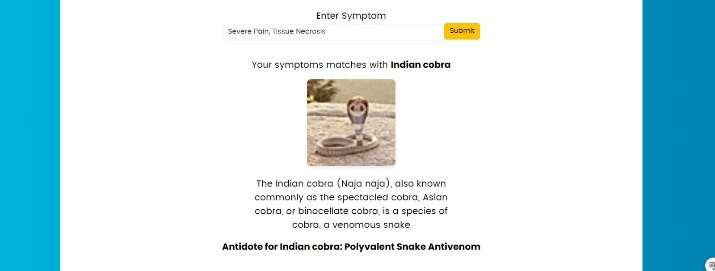 Enter Symptom
Severe Pain, Tissue Necrosis
Submit
Your symptoms matches with Indian cobra
The Indian cobra (Naja naja), also known
commonly as the spectacled cobra, Asian
cobra, or binocellate cobra, is a species of
cobra, a venomous snake
Antidote for Indian cobra: Polyvalent Snake Antivenom